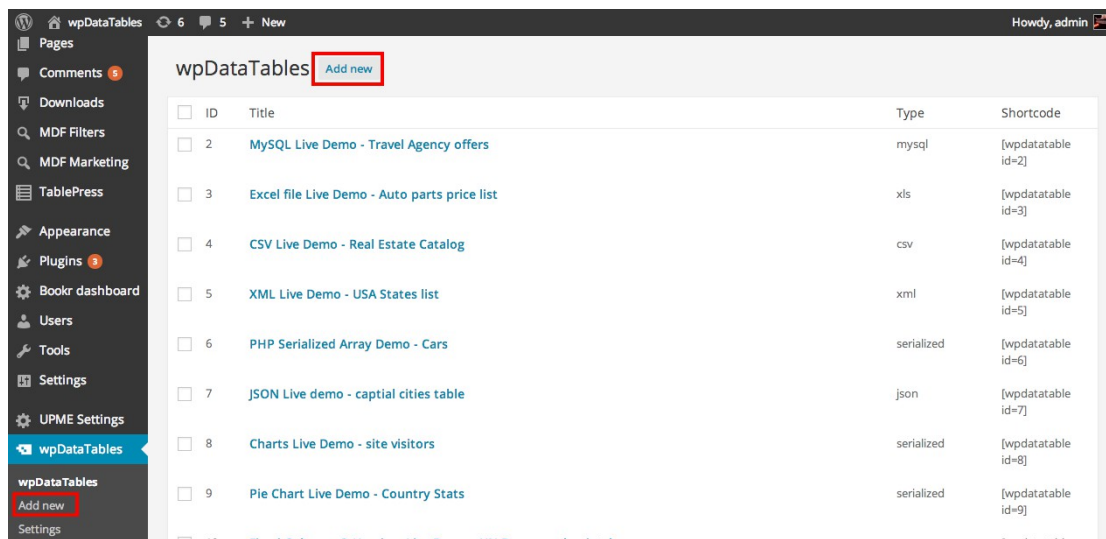 wpDataTables 6 5 + New Howdy, admin
Pages
Comments 5
Downloads
MDF Filters
MDF Marketing
TablePress
Appearance
Plugins 3
Bookr dashboard
Users
Tools
Settings
UPME Settings
wpDataTables
wpDataTables
Add new
Settings
wpDataTables Add new
ID Title Type Shortcode
2 MySQL Live Demo - Travel Agency offers mysql [wpdatatable
id=2]
3 Excel file Live Demo - Auto parts price list xls [wpdatatable
id=3]
4 CSV Live Demo - Real Estate Catalog csv [wpdatatable
id=4]
5 XML Live Demo - USA States list xml [wpdatatable
id=5]
6 PHP Serialized Array Demo - Cars serialized [wpdatatable
id=6]
7 JSON Live demo - captial cities table json [wpdatatable
id=7]
8 Charts Live Demo - site visitors serialized [wpdatatable
id=8]
9 Pie Chart Live Demo - Country Stats serialized [wpdatatable
id=9]